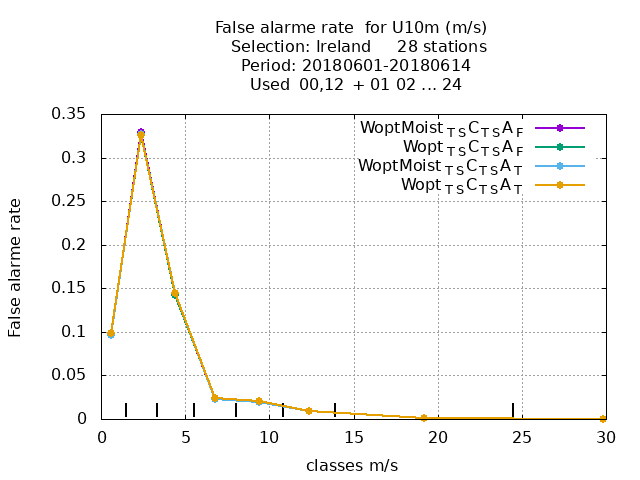 False alarme rate  for U10m (m/s)
Selection: Ireland     28 stations
Period: 20180601-20180614
Used  00,12  + 01 02 ... 24
WoptMoist TS C TS A F
Wopt TS C TS A F
WoptMoist TS C TS A T
Wopt TS C TS A T
0.35
0.3
0.25
0.2
0.15
0.1
0.05
0
False alarme rate
0 5 10 15 20 25 30
classes m/s